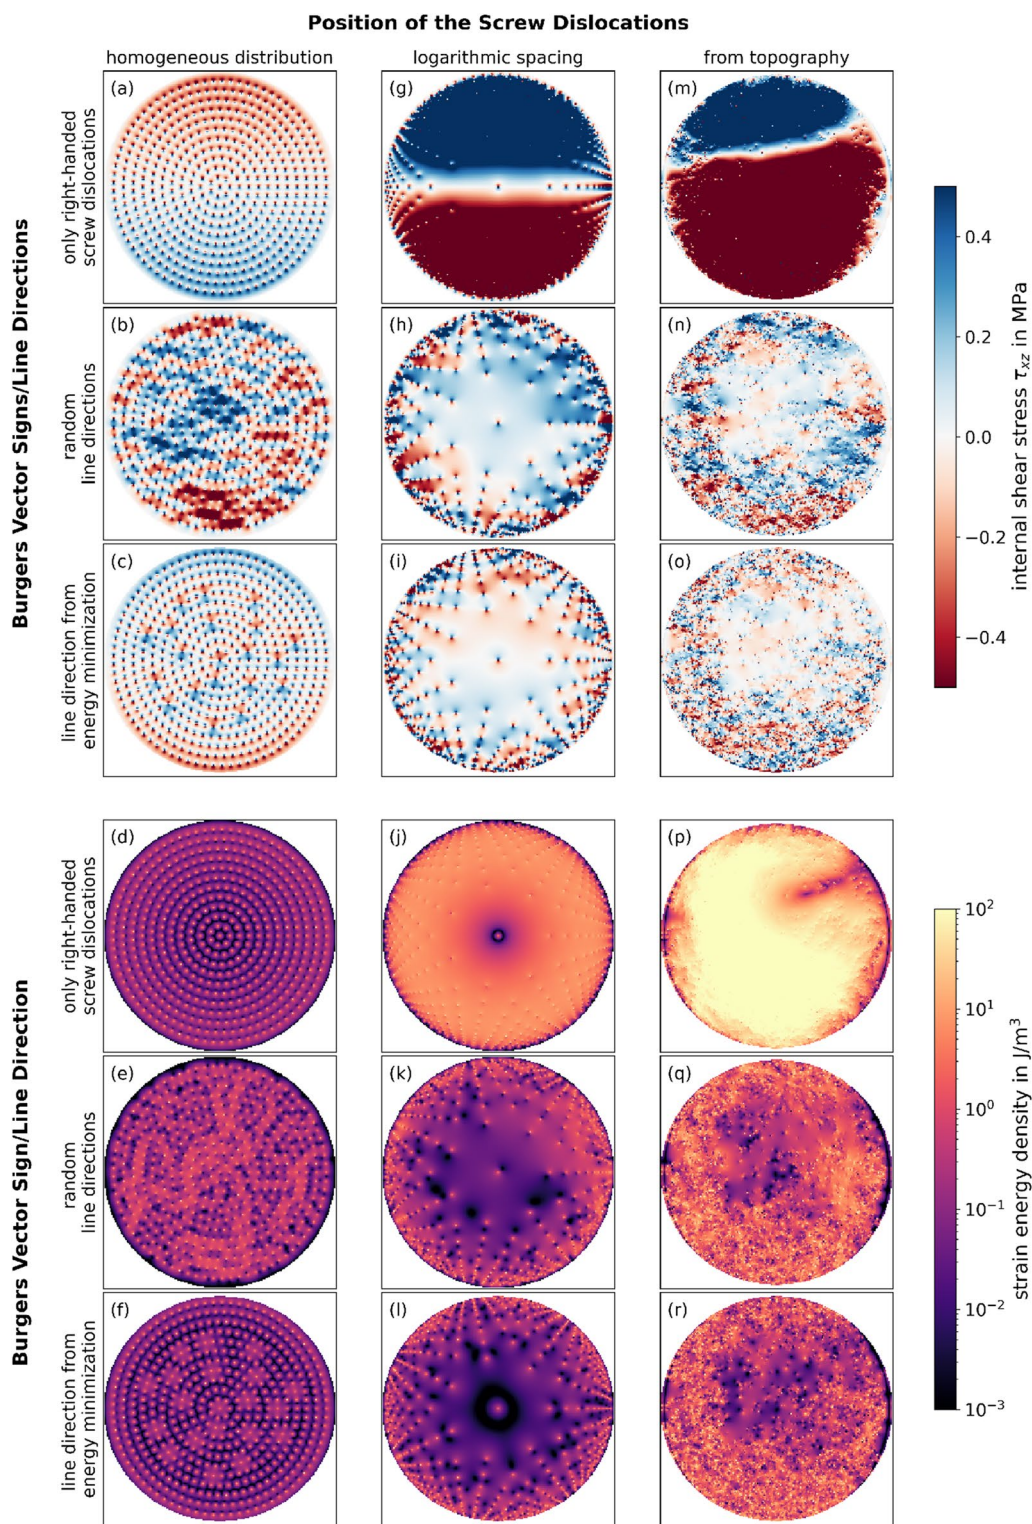 Position of the Screw Dislocations
homogeneous distribution
logarithmic spacing
from topography
Burgers Vector Signs/Line Directions
only right-handed
screw dislocations
(a)
(g)
(m)
random
line directions
(b)
(h)
(n)
line direction from
energy minimization
(c)
(i)
(o)
0.4
0.2
0.0
−0.2
−0.4
internal shear stress τxz in MPa
Burgers Vector Sign/Line Direction
only right-handed
screw dislocations
(d)
(j)
(p)
random
line directions
(e)
(k)
(q)
line direction from
energy minimization
(f)
(l)
(r)
10²
10¹
10⁰
10⁻¹
10⁻²
10⁻³
strain energy density in J/m³